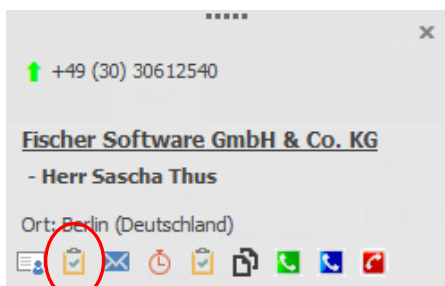 +49 (30) 30612540
Fischer Software GmbH & Co. KG
- Herr Sascha Thus
Ort: Berlin (Deutschland)